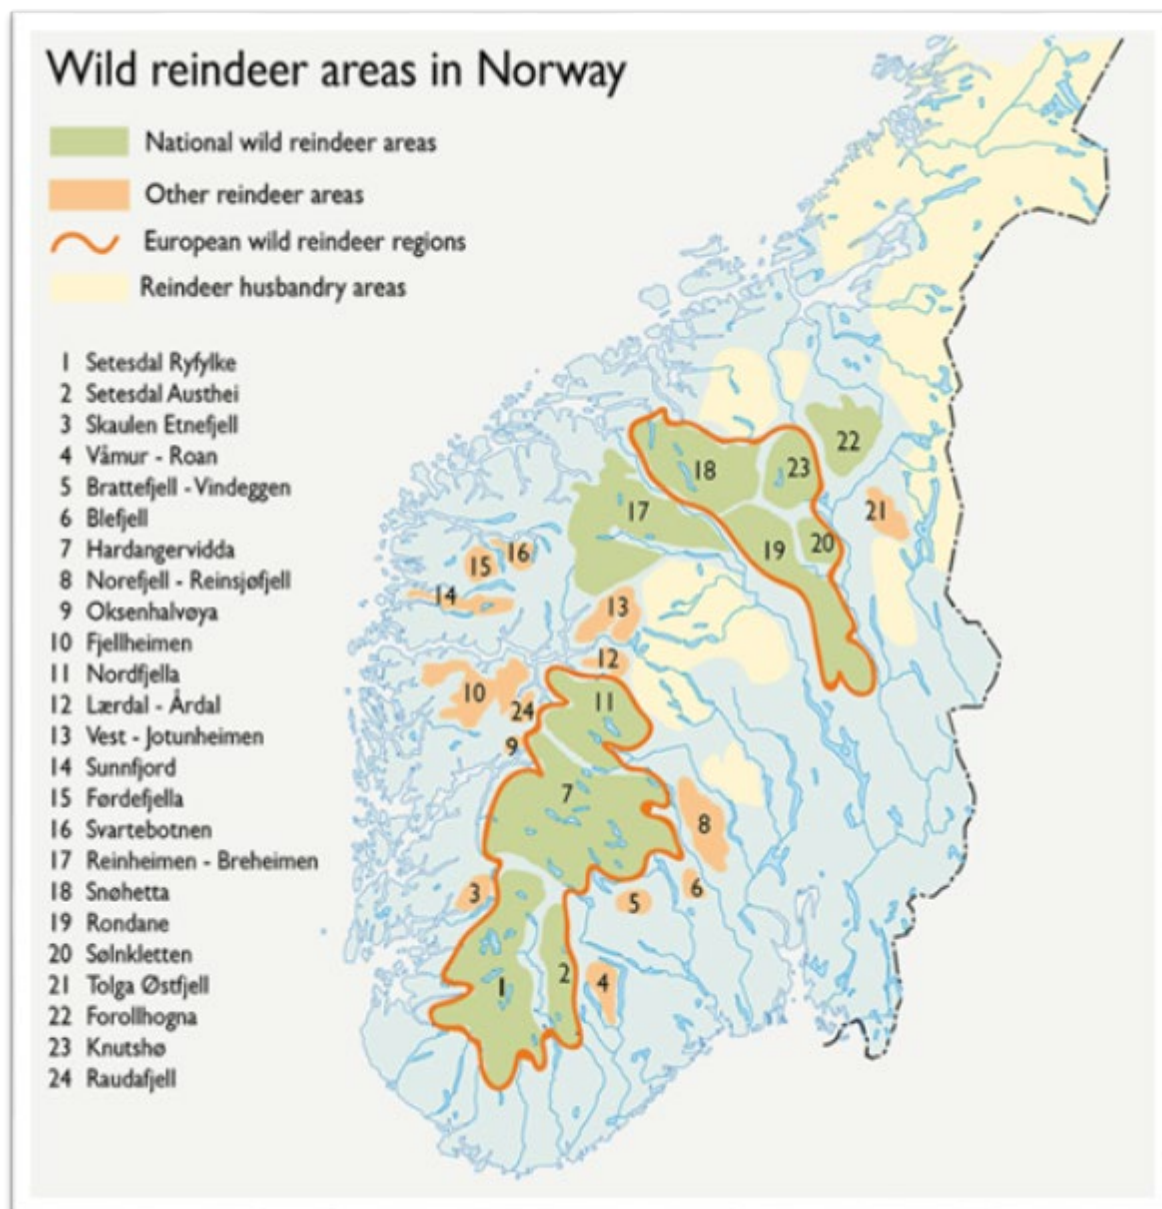 Wild reindeer areas in Norway
National wild reindeer areas
Other reindeer areas
European wild reindeer regions
Reindeer husbandry areas
1 Setesdal Ryfylke
2 Setesdal Austhei
3 Skaulen Etnefjell
4 Våmur - Roan
5 Brattefjell - Vindeggen
6 Blefjell
7 Hardangervidda
8 Norefjell - Reinsjøfjell
9 Oksenhalvøya
10 Fjellheimen
11 Nordfjella
12 Lærdal - Årdal
13 Vest - Jotunheimen
14 Sunnfjord
15 Førdefjella
16 Svartebotnen
17 Reinheimen - Breheimen
18 Snøhetta
19 Rondane
20 Sølnkletten
21 Tolga Østfjell
22 Forollhogna
23 Knutshø
24 Raudafjell
22
23
18
21
17
20
19
16
15
14
13
12
10
11
24
9
7
8
6
3
5
2
4
1